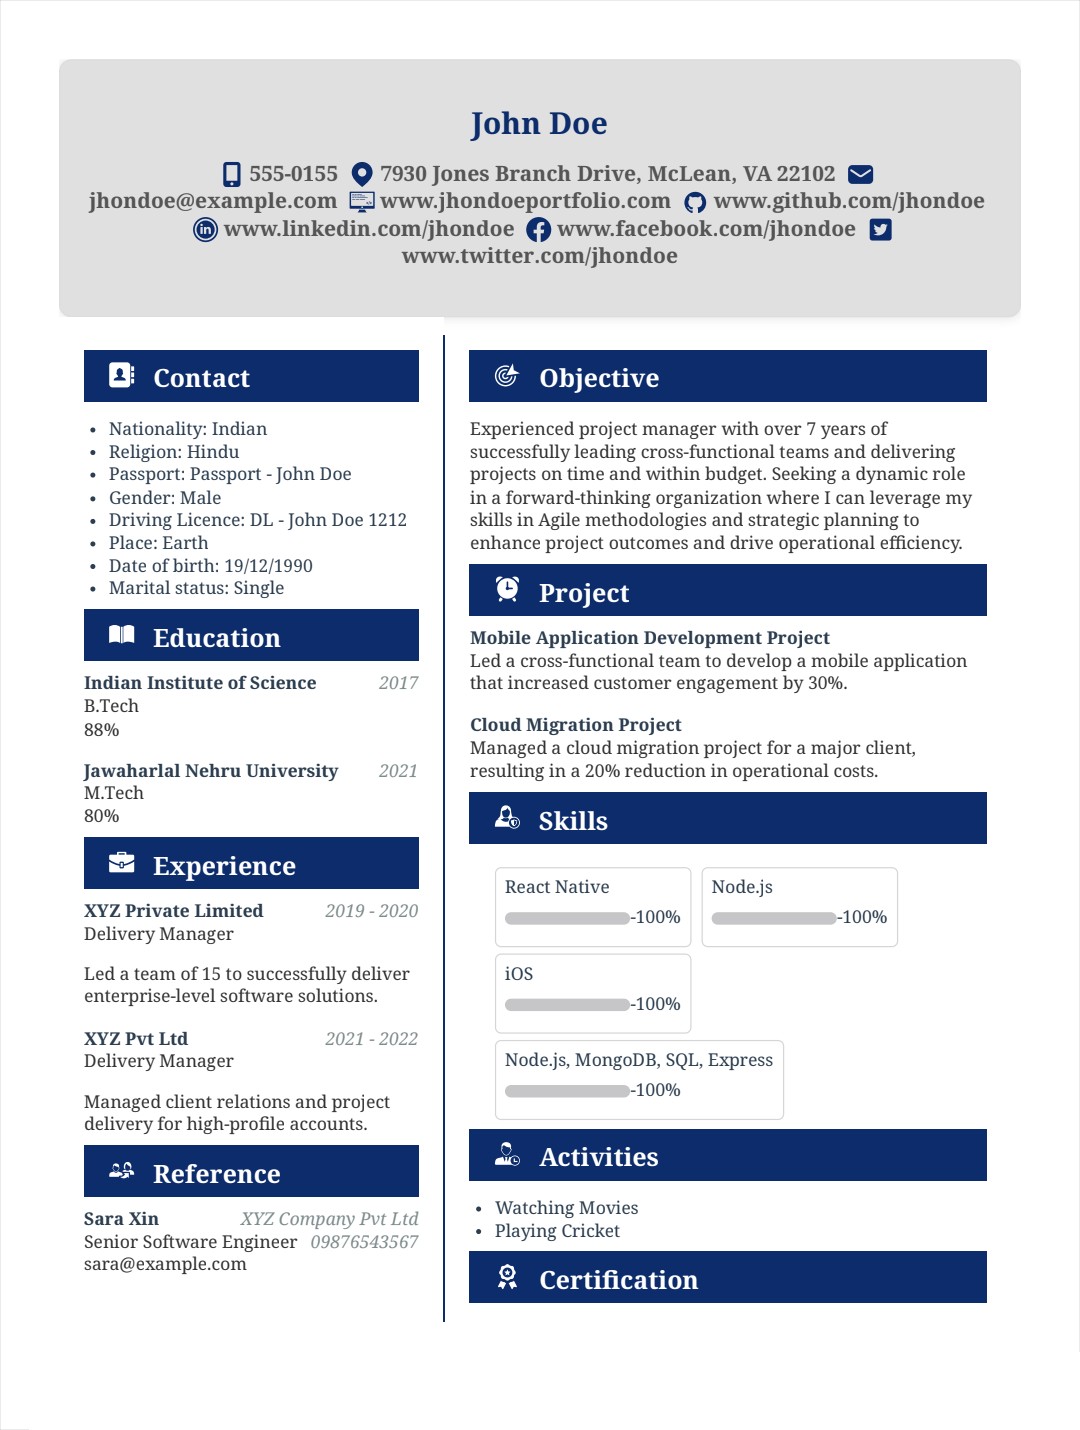 John Doe
555-0155 7930 Jones Branch Drive, McLean, VA 22102
jhondoe@example.com www.jhondoeportfolio.com www.github.com/jhondoe
www.linkedin.com/jhondoe www.facebook.com/jhondoe
www.twitter.com/jhondoe
Contact
• Nationality: Indian
• Religion: Hindu
• Passport: Passport - John Doe
• Gender: Male
• Driving Licence: DL - John Doe 1212
• Place: Earth
• Date of birth: 19/12/1990
• Marital status: Single
Education
Indian Institute of Science 2017
B.Tech
88%
Jawaharlal Nehru University 2021
M.Tech
80%
Experience
XYZ Private Limited 2019 - 2020
Delivery Manager
Led a team of 15 to successfully deliver
enterprise-level software solutions.
XYZ Pvt Ltd 2021 - 2022
Delivery Manager
Managed client relations and project
delivery for high-profile accounts.
Reference
Sara Xin XYZ Company Pvt Ltd
Senior Software Engineer 09876543567
sara@example.com
Objective
Experienced project manager with over 7 years of
successfully leading cross-functional teams and delivering
projects on time and within budget. Seeking a dynamic role
in a forward-thinking organization where I can leverage my
skills in Agile methodologies and strategic planning to
enhance project outcomes and drive operational efficiency.
Project
Mobile Application Development Project
Led a cross-functional team to develop a mobile application
that increased customer engagement by 30%.
Cloud Migration Project
Managed a cloud migration project for a major client,
resulting in a 20% reduction in operational costs.
Skills
React Native
-100%
Node.js
-100%
iOS
-100%
Node.js, MongoDB, SQL, Express
-100%
Activities
• Watching Movies
• Playing Cricket
Certification